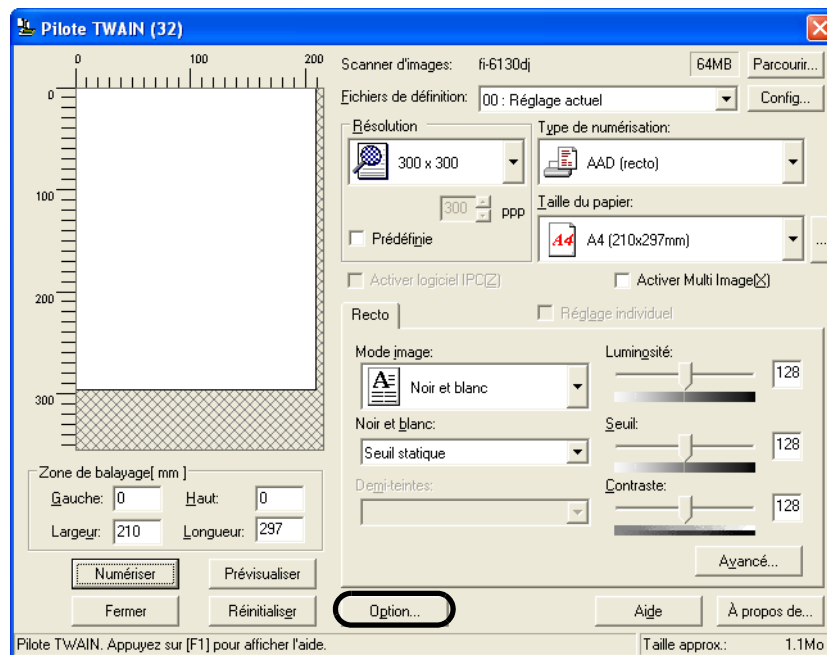 Pilote TWAIN (32)
0 100 200
0
100
200
300
Scanner d'images: fi-6130dj 64MB Parcourir...
Fichiers de définition: 00 : Réglage actuel Config...
Résolution
300 x 300
300 ppp
Prédéfinie
Type de numérisation:
AAD (recto)
Taille du papier:
A4 A4 (210x297mm) ...
Activer logiciel IPC(Z) Activer Multi Image(X)
Recto Réglage individuel
Mode image:
Noir et blanc
Noir et blanc:
Seuil statique
Demi-teintes:
Luminosité:
128
Seuil:
128
Contraste:
128
Avancé...
Zone de balayage[ mm ]
Gauche: 0 Haut: 0
Largeur: 210 Longueur: 297
Numériser Prévisualiser
Fermer Réinitialiser Option... Aide À propos de...
Pilote TWAIN. Appuyez sur [F1] pour afficher l'aide. Taille approx.: 1.1Mo